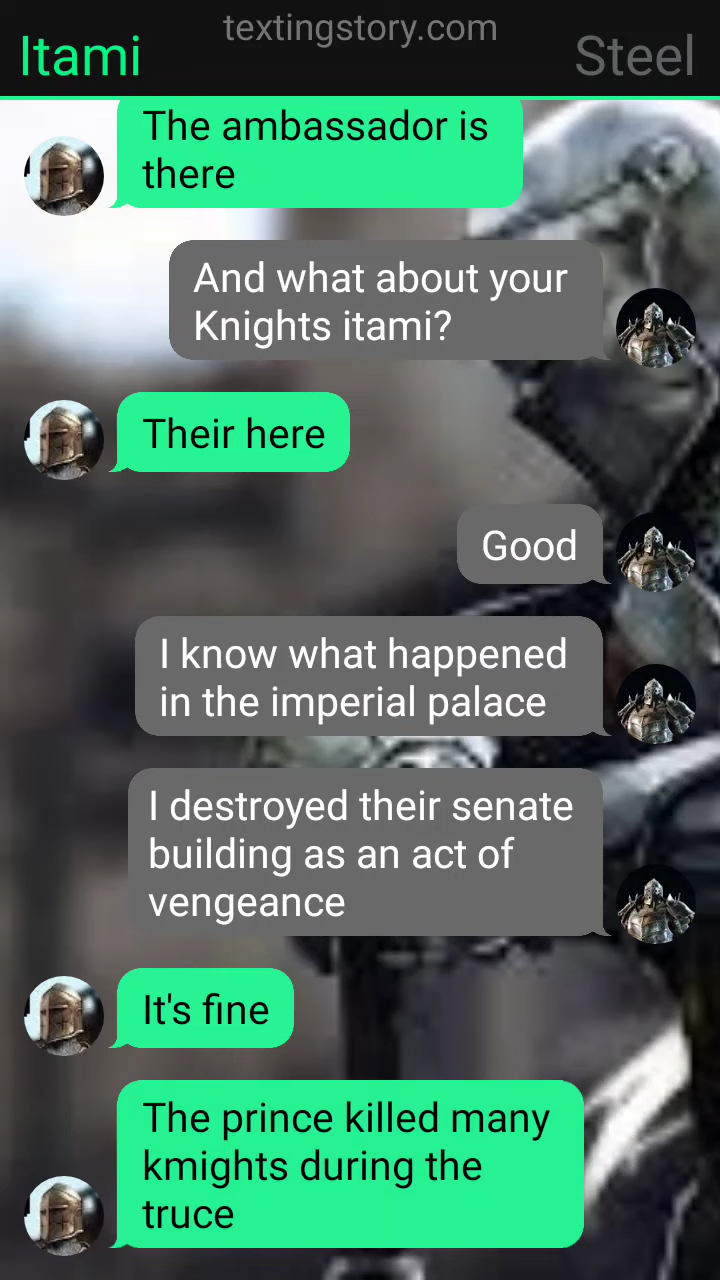 textingstory.com
Itami
Steel
The ambassador is
there
And what about your
Knights itami?
Their here
Good
I know what happened
in the imperial palace
I destroyed their senate
building as an act of
vengeance
It's fine
The prince killed many
kmights during the
truce